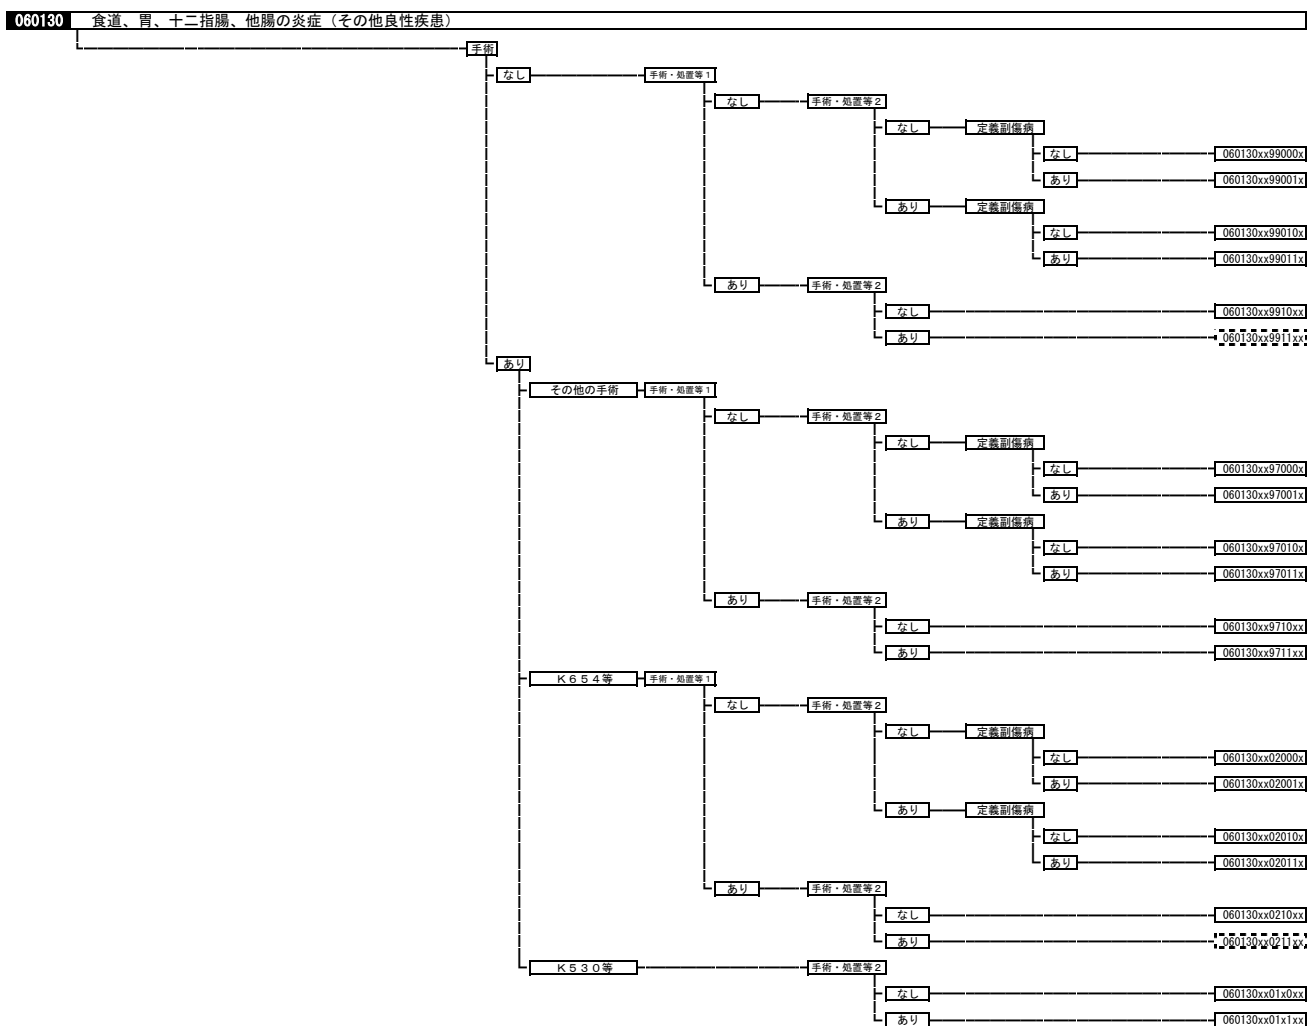 060130 食道、胃、十二指腸、他腸の炎症（その他良性疾患）
手術
なし 手術・処置等１
なし 手術・処置等２
なし 定義副傷病
なし 060130xx99000x
あり 060130xx99001x
あり 定義副傷病
なし 060130xx99010x
あり 060130xx99011x
あり 手術・処置等２
なし 060130xx9910xx
あり 060130xx9911xx
あり
その他の手術 手術・処置等１
なし 手術・処置等２
なし 定義副傷病
なし 060130xx97000x
あり 060130xx97001x
あり 定義副傷病
なし 060130xx97010x
あり 060130xx97011x
あり 手術・処置等２
なし 060130xx9710xx
あり 060130xx9711xx
Ｋ６５４等 手術・処置等１
なし 手術・処置等２
なし 定義副傷病
なし 060130xx02000x
あり 060130xx02001x
あり 定義副傷病
なし 060130xx02010x
あり 060130xx02011x
あり 手術・処置等２
なし 060130xx0210xx
あり 060130xx0211xx
Ｋ５３０等 手術・処置等２
なし 060130xx01x0xx
あり 060130xx01x1xx